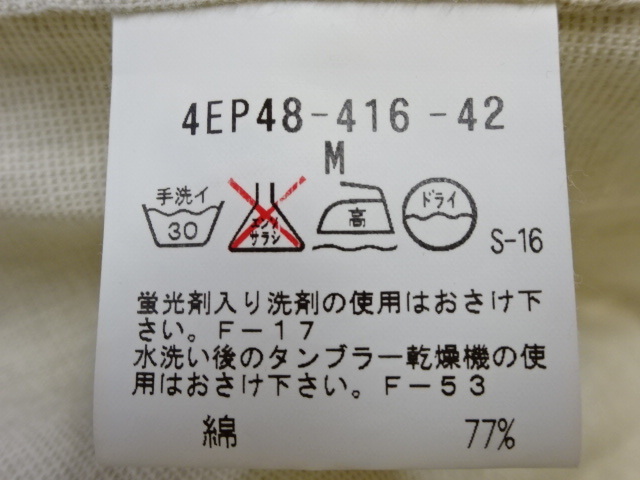 4EP48-416-42
M
手洗イ
30
エンソ
サラシ
高
ドライ
S-16
蛍光剤入り洗剤の使用はおさけ下
さい。F-17
水洗い後のタンブラー乾燥機の使
用はおさけ下さい。F-53
綿 77%